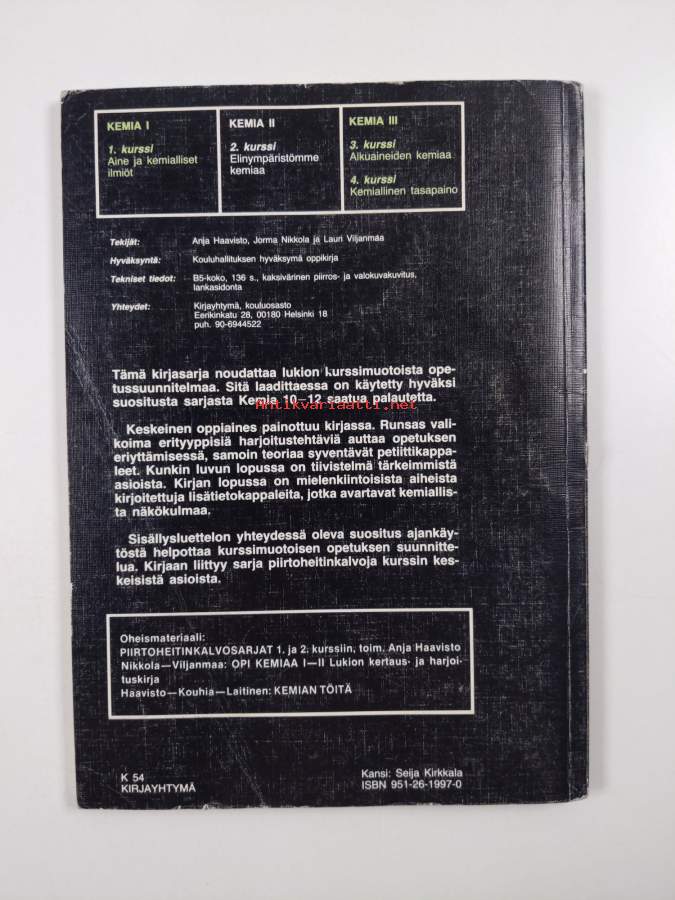 KEMIA I
1. kurssi
Aine ja kemialliset
ilmiöt
KEMIA II
2. kurssi
Elinympäristömme
kemiaa
KEMIA III
3. kurssi
Alkuaineiden kemiaa
4. kurssi
Kemiallinen tasapaino
Tekijät: Anja Haavisto, Jorma Nikkola ja Lauri Viljanmaa
Hyväksyntä: Kouluhallituksen hyväksymä oppikirja
Tekniset tiedot: B5-koko, 136 s., kaksivärinen piirros- ja valokuvakuvitus,
lankasidonta
Yhteydet: Kirjayhtymä, kouluosasto
Eerikinkatu 28, 00180 Helsinki 18
puh. 90-6944522
Tämä kirjasarja noudattaa lukion kurssimuotoista ope-
tussuunnitelmaa. Sitä laadittaessa on käytetty hyväksi
suositusta sarjasta Kemia 10—12 saatua palautetta.
Antikvariaatti.net
Keskeinen oppiaines painottuu kirjassa. Runsas vali-
koima erityyppisiä harjoitustehtäviä auttaa opetuksen
eriyttämisessä, samoin teoriaa syventävät petiittikappa-
leet. Kunkin luvun lopussa on tiivistelmä tärkeimmistä
asioista. Kirjan lopussa on mielenkiintoisista aiheista
kirjoitettuja lisätietokappaleita, jotka avartavat kemiallis-
ta näkökulmaa.
Sisällysluettelon yhteydessä oleva suositus ajankäy-
töstä helpottaa kurssimuotoisen opetuksen suunnitte-
lua. Kirjaan liittyy sarja piirtoheitinkalvoja kurssin kes-
keisistä asioista.
Oheismateriaali:
PIIRTOHEITINKALVOSARJAT 1. ja 2. kurssiin, toim. Anja Haavisto
Nikkola—Viljanmaa: OPI KEMIAA I—II Lukion kertaus- ja harjoi-
tuskirja
Haavisto—Kouhia—Laitinen: KEMIAN TÖITÄ
K 54
KIRJAYHTYMÄ
Kansi: Seija Kirkkala
ISBN 951-26-1997-0